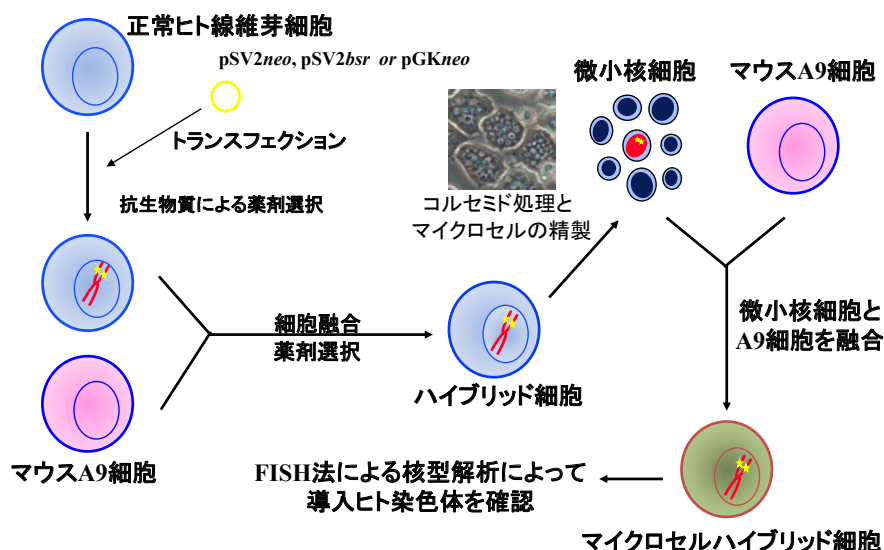 正常ヒト線維芽細胞
pSV2neo, pSV2bsr or pGKneo
トランスフェクション
抗生物質による薬剤選択
マウスA9細胞
細胞融合
薬剤選択
ハイブリッド細胞
コルセミド処理と
マイクロセルの精製
微小核細胞
マウスA9細胞
微小核細胞と
A9細胞を融合
マイクロセルハイブリッド細胞
FISH法による核型解析によって
導入ヒト染色体を確認